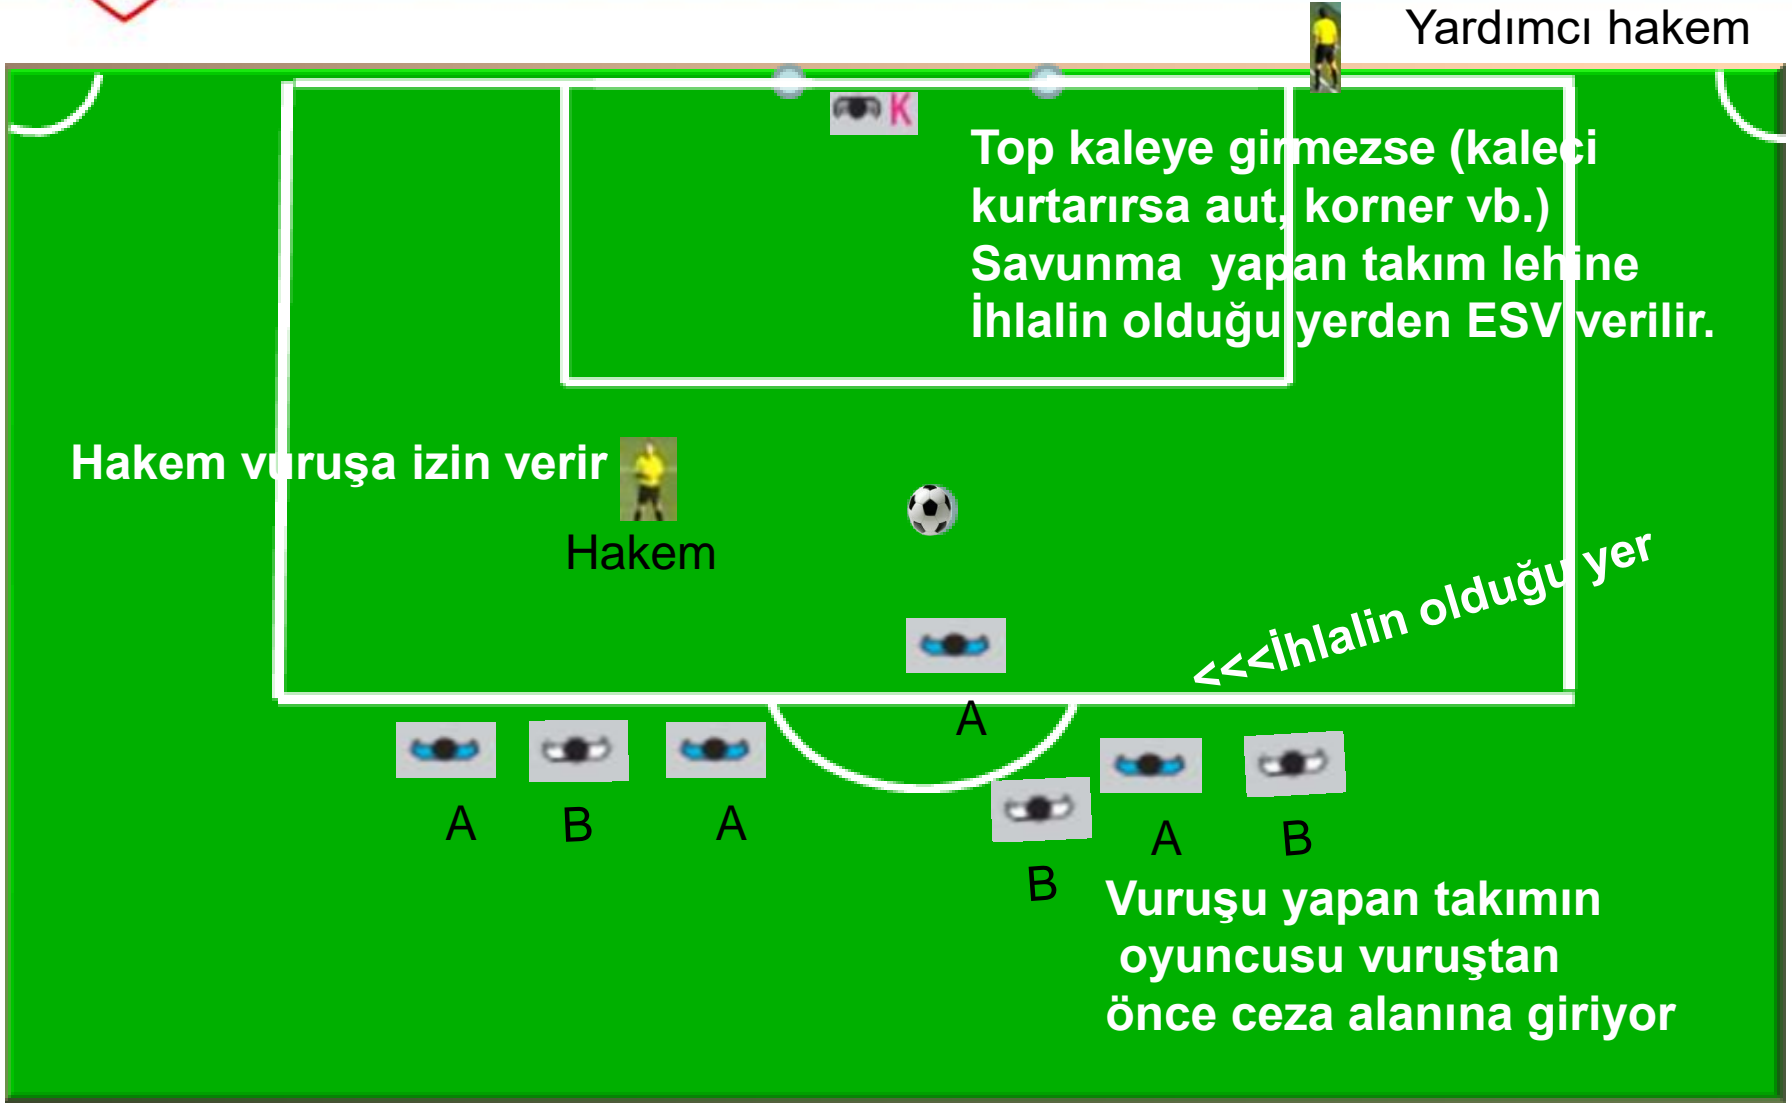 Yardımcı hakem
K
Top kaleye girmezse (kaleci
kurtarırsa aut, korner vb.)
Savunma yapan takım lehine
İhlalin olduğu yerden ESV verilir.
Hakem vuruşa izin verir
Hakem
<<<İhlalin olduğu yer
A
A
B
A
B
A
B
Vuruşu yapan takımın
oyuncusu vuruştan
önce ceza alanına giriyor